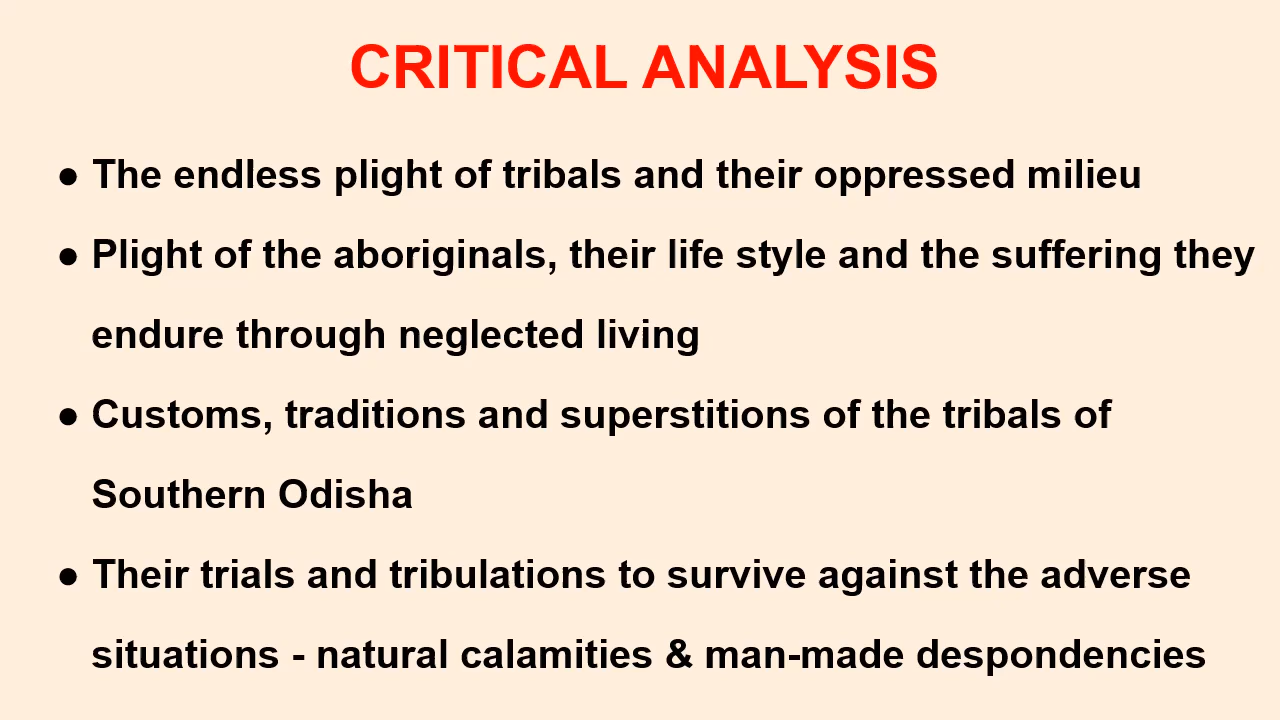 CRITICAL ANALYSIS
● The endless plight of tribals and their oppressed milieu
● Plight of the aboriginals, their life style and the suffering they
endure through neglected living
● Customs, traditions and superstitions of the tribals of
Southern Odisha
● Their trials and tribulations to survive against the adverse
situations - natural calamities & man-made despondencies